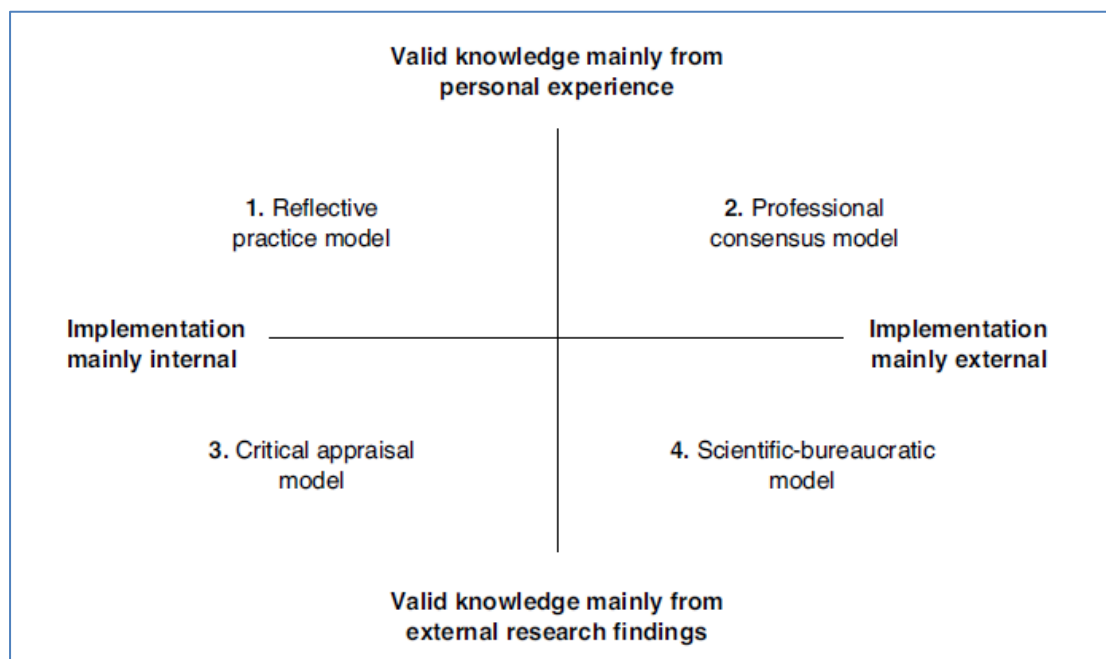 Valid knowledge mainly from
personal experience
1. Reflective
practice model
2. Professional
consensus model
Implementation
mainly internal
Implementation
mainly external
3. Critical appraisal
model
4. Scientific-bureaucratic
model
Valid knowledge mainly from
external research findings